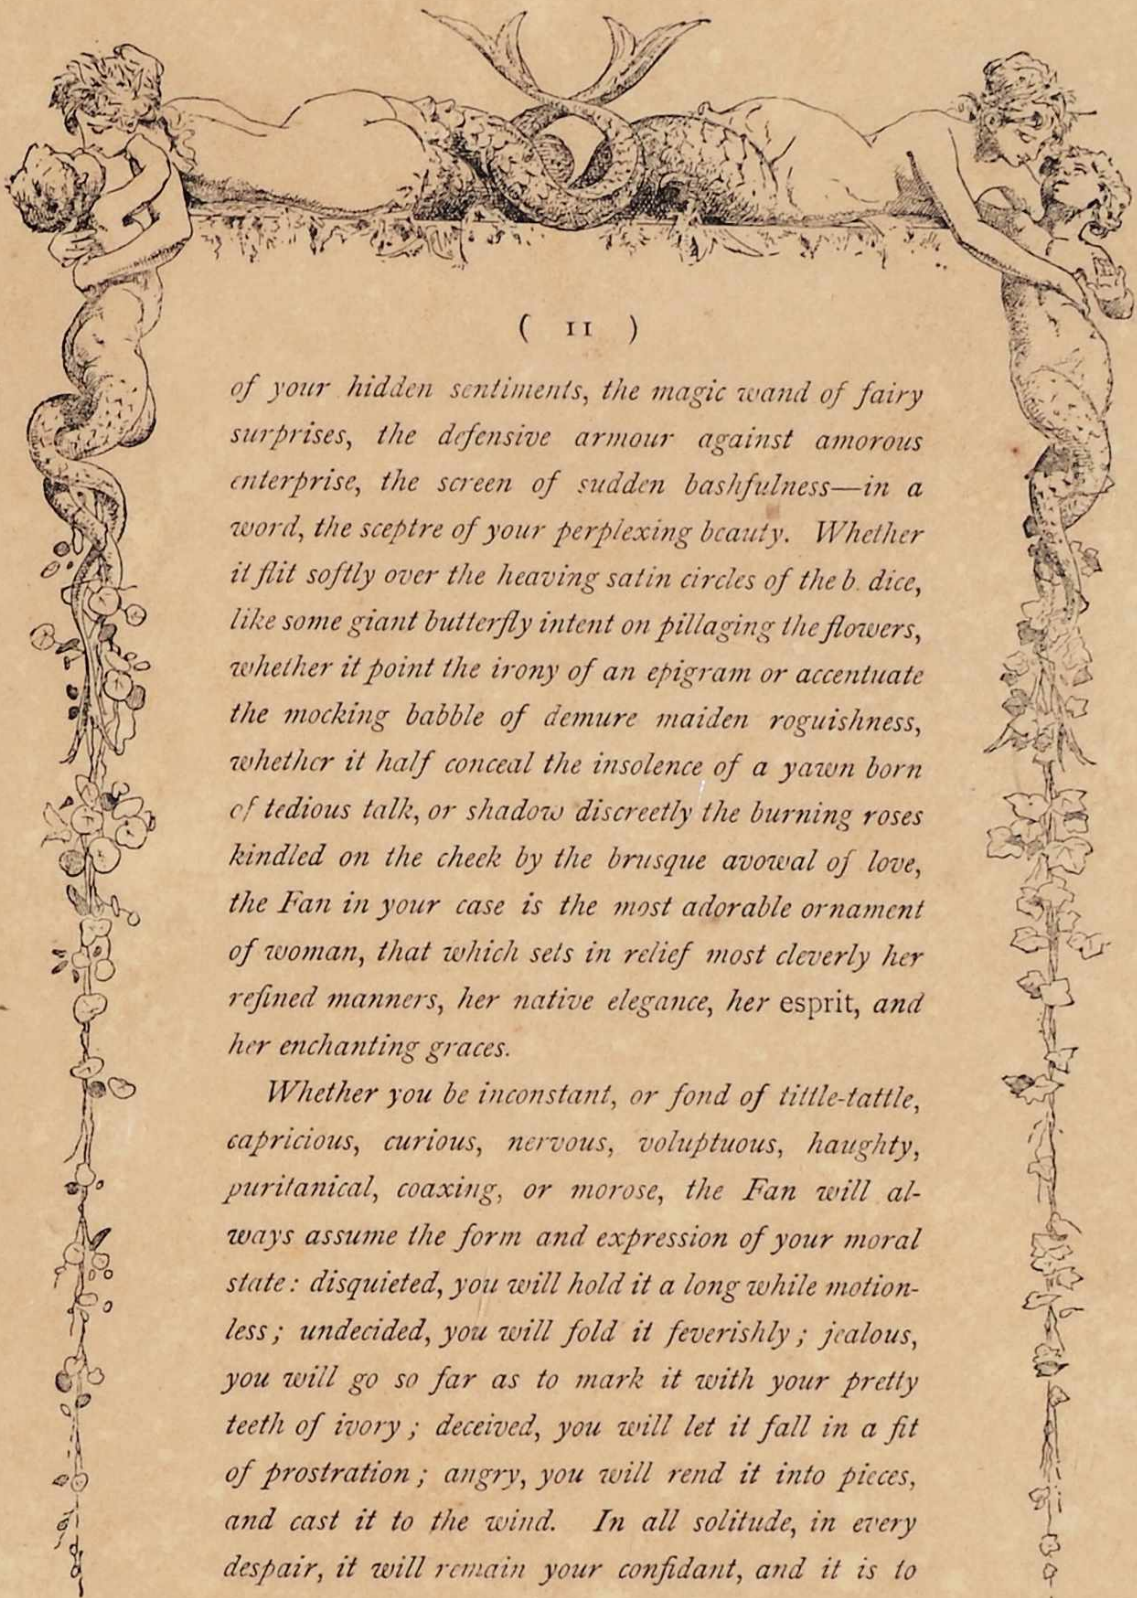 ( 11 )
of your hidden sentiments, the magic wand of fairy
surprises, the defensive armour against amorous
enterprise, the screen of sudden bashfulness—in a
word, the sceptre of your perplexing beauty. Whether
it flit softly over the heaving satin circles of the b. dice,
like some giant butterfly intent on pillaging the flowers,
whether it point the irony of an epigram or accentuate
the mocking babble of demure maiden roguishness,
whether it half conceal the insolence of a yawn born
of tedious talk, or shadow discreetly the burning roses
kindled on the cheek by the brusque avowal of love,
the Fan in your case is the most adorable ornament
of woman, that which sets in relief most cleverly her
refined manners, her native elegance, her esprit, and
her enchanting graces.
Whether you be inconstant, or fond of tittle-tattle,
capricious, curious, nervous, voluptuous, haughty,
puritanical, coaxing, or morose, the Fan will al-
ways assume the form and expression of your moral
state: disquieted, you will hold it a long while motion-
less; undecided, you will fold it feverishly; jealous,
you will go so far as to mark it with your pretty
teeth of ivory; deceived, you will let it fall in a fit
of prostration; angry, you will rend it into pieces,
and cast it to the wind. In all solitude, in every
despair, it will remain your confidant, and it is to